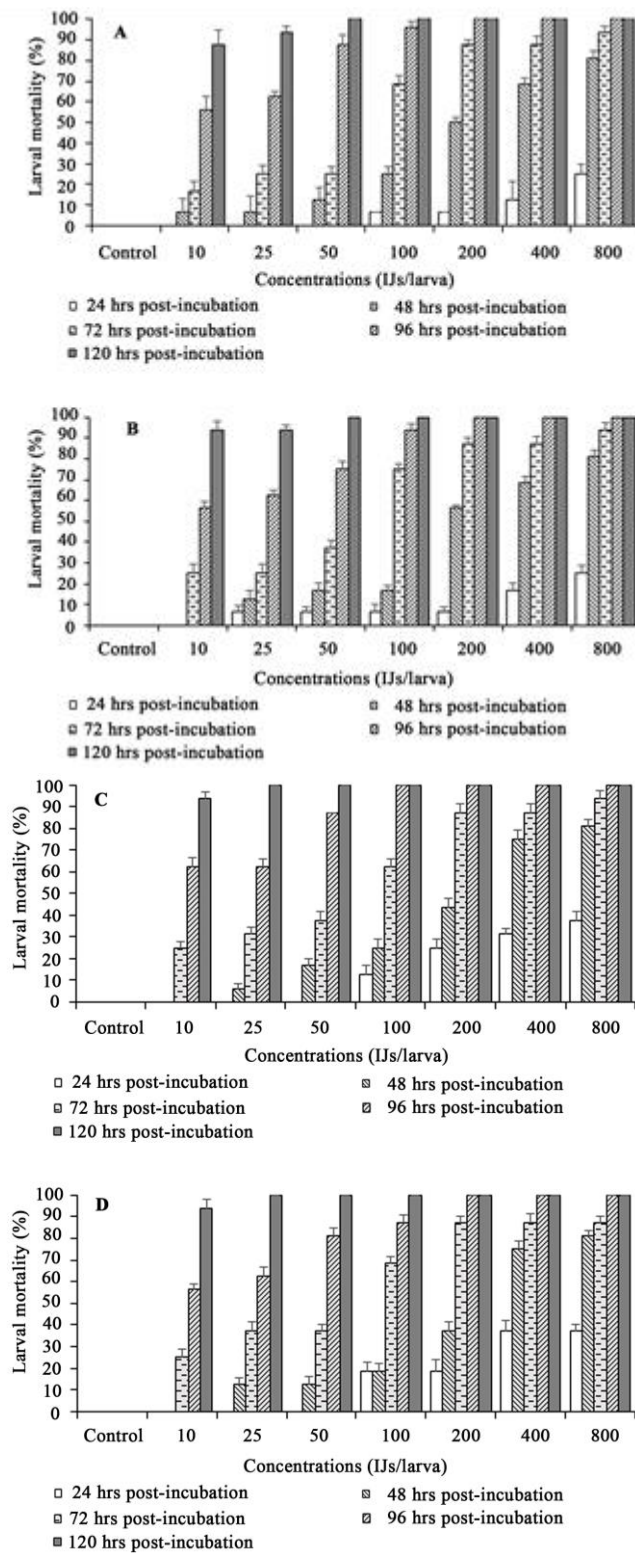 A
Larval mortality (%)
100
90
80
70
60
50
40
30
20
10
0
Control 10 25 50 100 200 400 800
Concentrations (IJs/larva)
24 hrs post-incubation 48 hrs post-incubation
72 hrs post-incubation 96 hrs post-incubation
120 hrs post-incubation
B
Larval mortality (%)
100
90
80
70
60
50
40
30
20
10
0
Control 10 25 50 100 200 400 800
Concentrations (IJs/larva)
24 hrs post-incubation 48 hrs post-incubation
72 hrs post-incubation 96 hrs post-incubation
120 hrs post-incubation
C
Larval mortality (%)
100
90
80
70
60
50
40
30
20
10
0
Control 10 25 50 100 200 400 800
Concentrations (IJs/larva)
24 hrs post-incubation 48 hrs post-incubation
72 hrs post-incubation 96 hrs post-incubation
120 hrs post-incubation
D
Larval mortality (%)
100
90
80
70
60
50
40
30
20
10
0
Control 10 25 50 100 200 400 800
Concentrations (IJs/larva)
24 hrs post-incubation 48 hrs post-incubation
72 hrs post-incubation 96 hrs post-incubation
120 hrs post-incubation